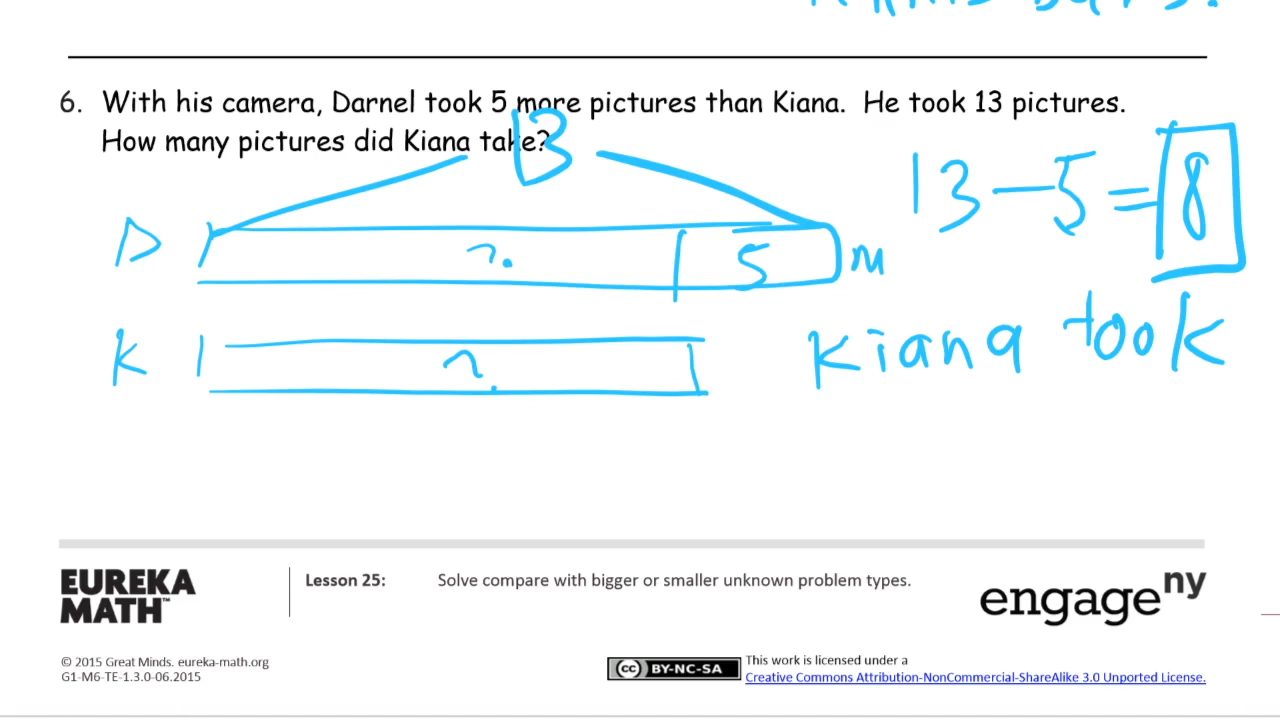 6. With his camera, Darnel took 5 more pictures than Kiana. He took 13 pictures.
How many pictures did Kiana take?
13
13 - 5 = 8
D ? 5 M
K ?
Kiana took
EUREKA
MATH™
Lesson 25: Solve compare with bigger or smaller unknown problem types.
engage ny
© 2015 Great Minds. eureka-math.org
G1-M6-TE-1.3.0-06.2015
cc BY-NC-SA
This work is licensed under a
Creative Commons Attribution-NonCommercial-ShareAlike 3.0 Unported License.